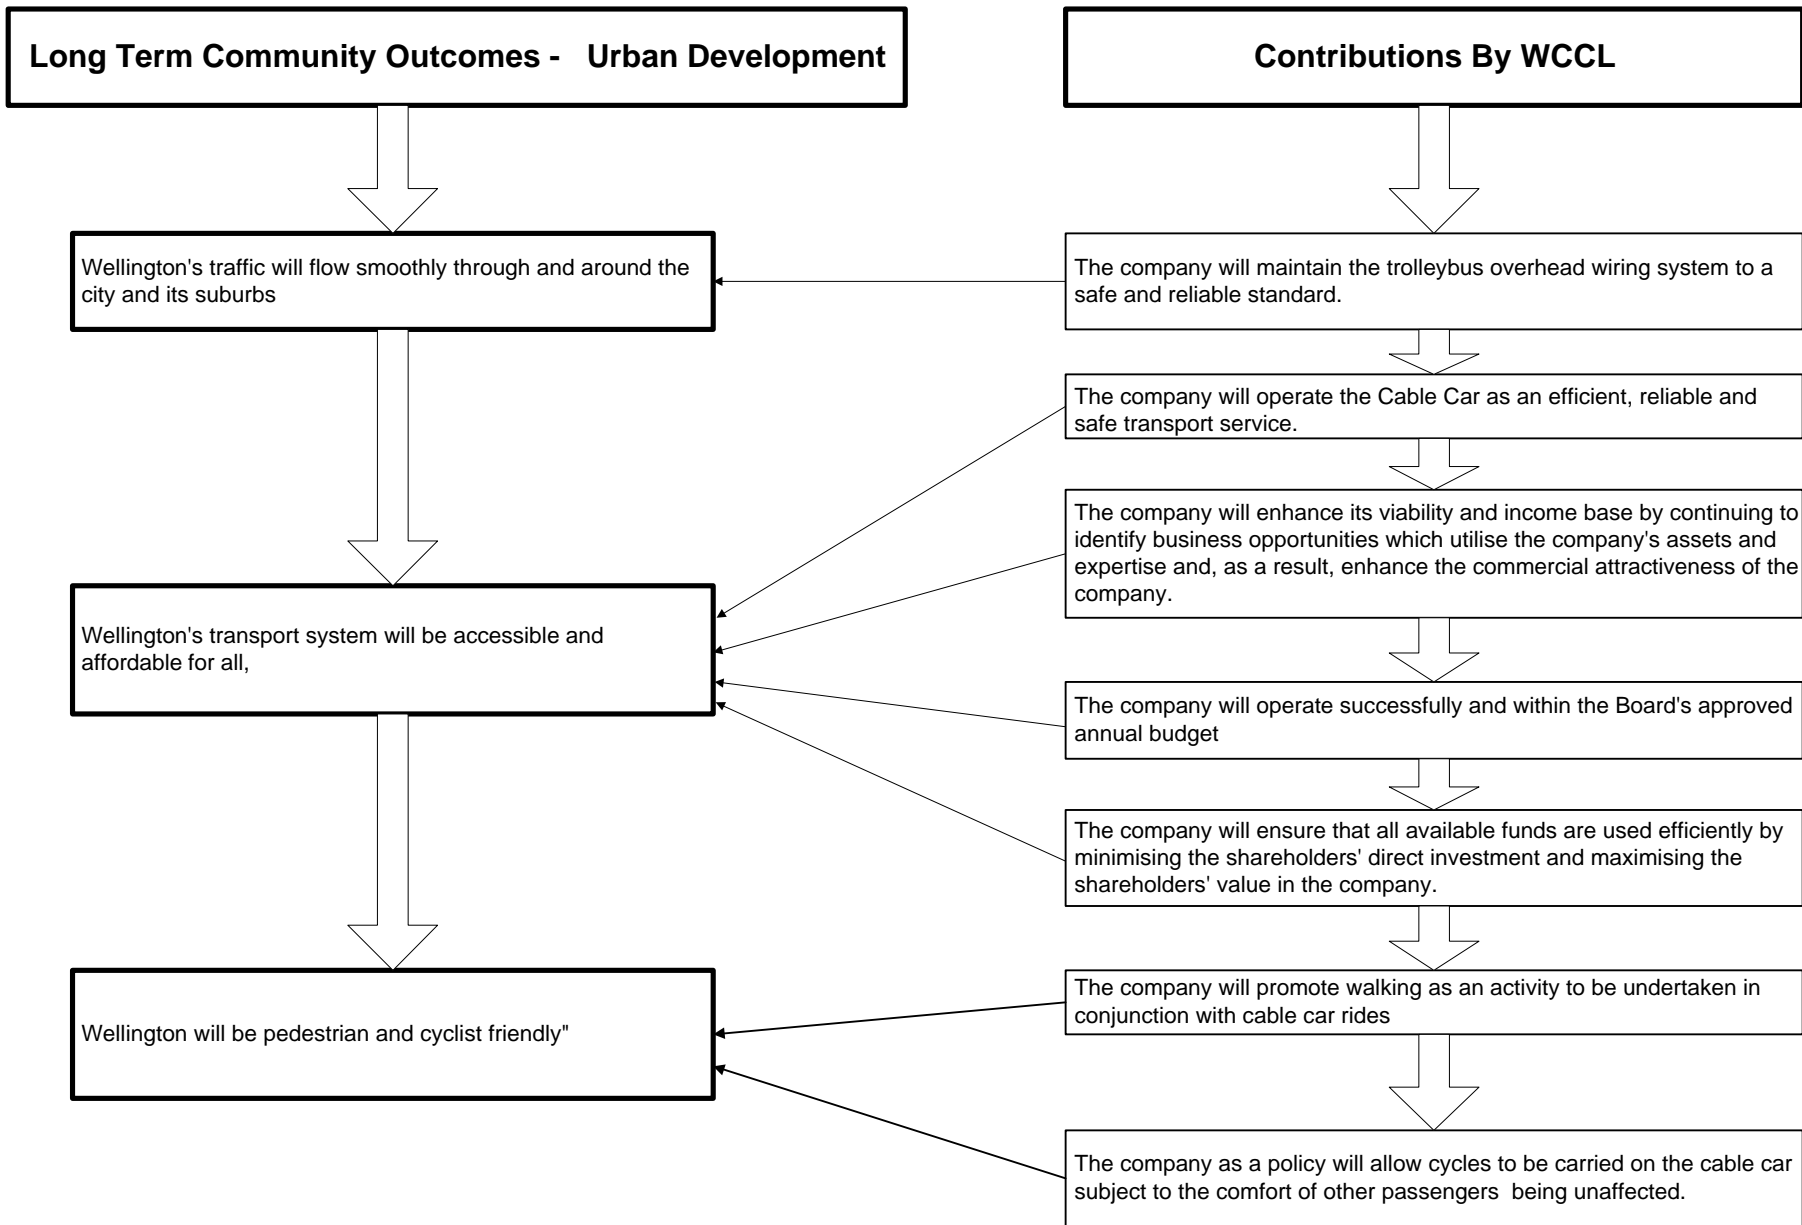 Long Term Community Outcomes -   Urban Development
Contributions By WCCL
Wellington's traffic will flow smoothly through and around the
city and its suburbs
The company will maintain the trolleybus overhead wiring system to a
safe and reliable standard.
The company will operate the Cable Car as an efficient, reliable and
safe transport service.
The company will enhance its viability and income base by continuing to
identify business opportunities which utilise the company's assets and
expertise and, as a result, enhance the commercial attractiveness of the
company.
Wellington's transport system will be accessible and
affordable for all,
The company will operate successfully and within the Board's approved
annual budget
The company will ensure that all available funds are used efficiently by
minimising the shareholders' direct investment and maximising the
shareholders' value in the company.
The company will promote walking as an activity to be undertaken in
conjunction with cable car rides
Wellington will be pedestrian and cyclist friendly"
The company as a policy will allow cycles to be carried on the cable car
subject to the comfort of other passengers  being unaffected.